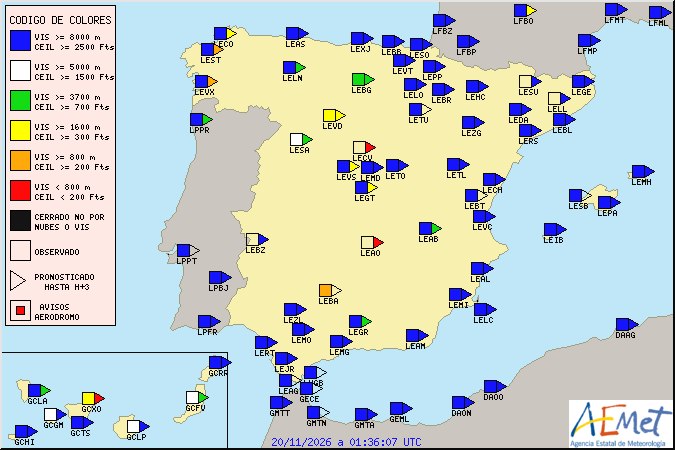 CODIGO DE COLORES
VIS >= 8000 m
CEIL >= 2500 Fts
VIS >= 5000 m
CEIL >= 1500 Fts
VIS >= 3700 m
CEIL >= 700 Fts
VIS >= 1600 m
CEIL >= 300 Fts
VIS >= 800 m
CEIL >= 200 Fts
VIS < 800 m
CEIL < 200 Fts
CERRADO NO POR
NUBES O VIS
OBSERVADO
PRONOSTICADO
HASTA H+3
AVISOS
AERODROMO
LFBO
LFMT
LFML
LFBZ
LECO
LEAS
LEXJ
LEBB
LESO
LFBP
LFMP
LEST
LEVT
LEPP
LELN
LEBG
LEVX
LELO
LEBR
LEHC
LESU
LEGE
LELL
LPPR
LEVD
LETU
LEZG
LEDA
LEBL
LERS
LESA
LECV
LEVS
LEMD
LETO
LETL
LEMH
LEGT
LECH
LEBT
LESB
LEPA
LEVC
LEAB
LEIB
LEBZ
LEAO
LPPT
LEAL
LPBJ
LEBA
LEMI
LEZL
LELC
LPFR
LEMO
LEGR
DAAG
LERT
LEMG
LEAM
LEJR
GCRR
LXGB
LEAG
GECE
DAOO
GCLA
GCXO
GCFV
GMTT
GMTN
GMTA
GEML
DAON
GCGM
GCTS
GCLP
GCHI
20/11/2026 a 01:36:07 UTC
AEMet
Agencia Estatal de Meteorología